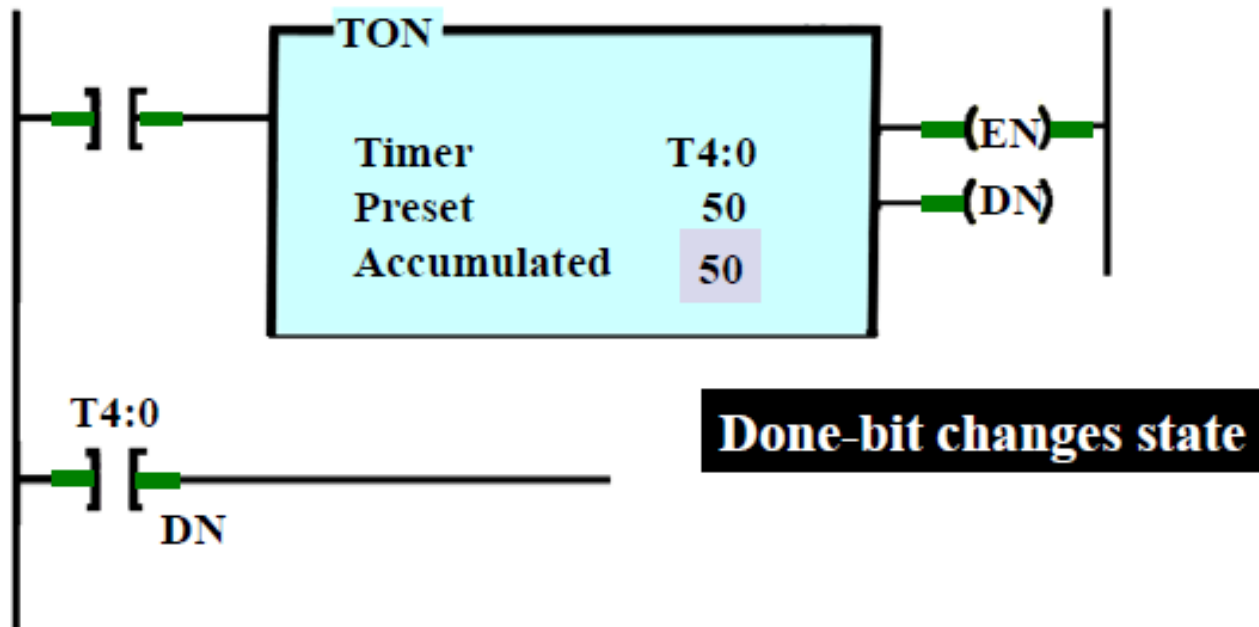 TON
Timer T4:0
(EN)
Preset 50
(DN)
Accumulated 50
T4:0
DN
Done-bit changes state